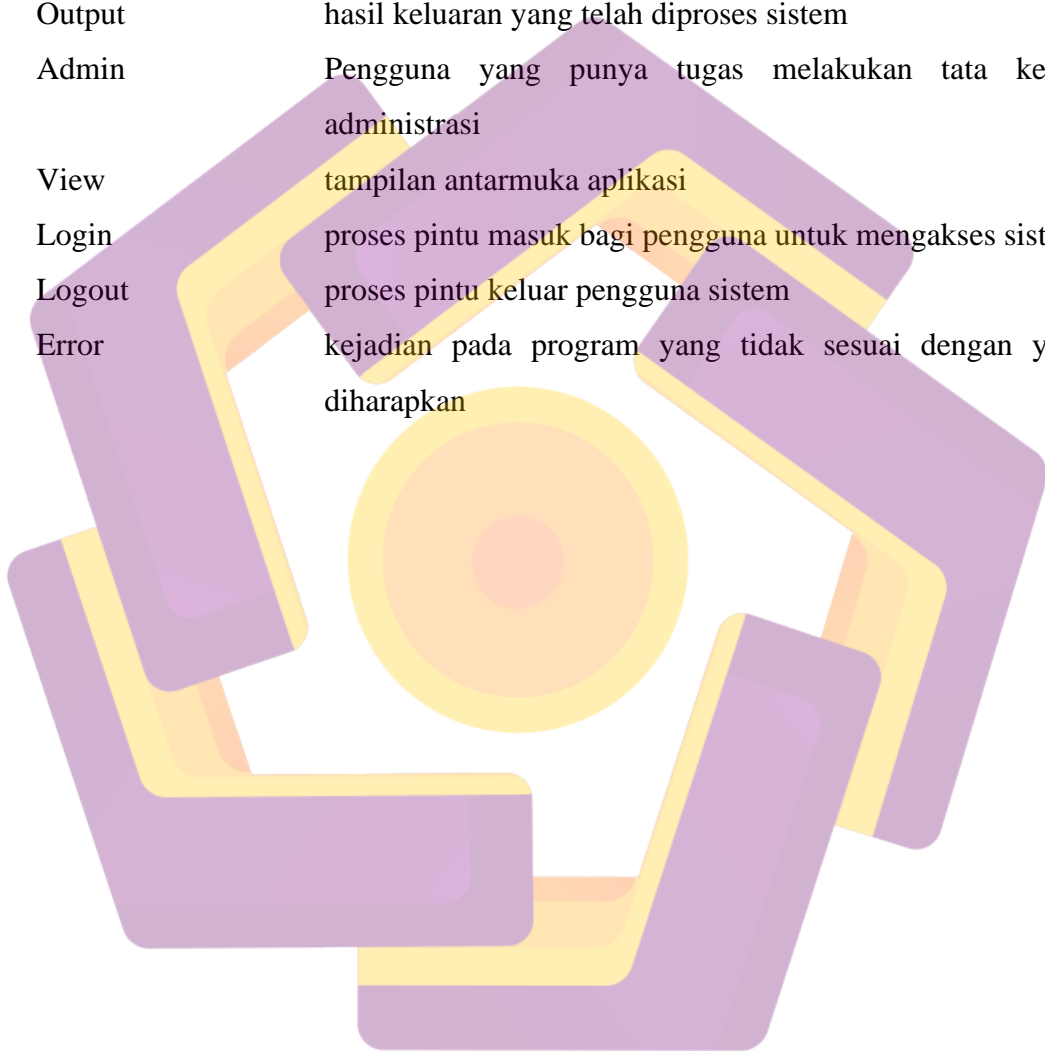 Output hasil keluaran yang telah diproses sistem
Admin Pengguna yang punya tugas melakukan tata ke
administrasi
View tampilan antarmuka aplikasi
Login proses pintu masuk bagi pengguna untuk mengakses sist
Logout proses pintu keluar pengguna sistem
Error kejadian pada program yang tidak sesuai dengan y
diharapkan